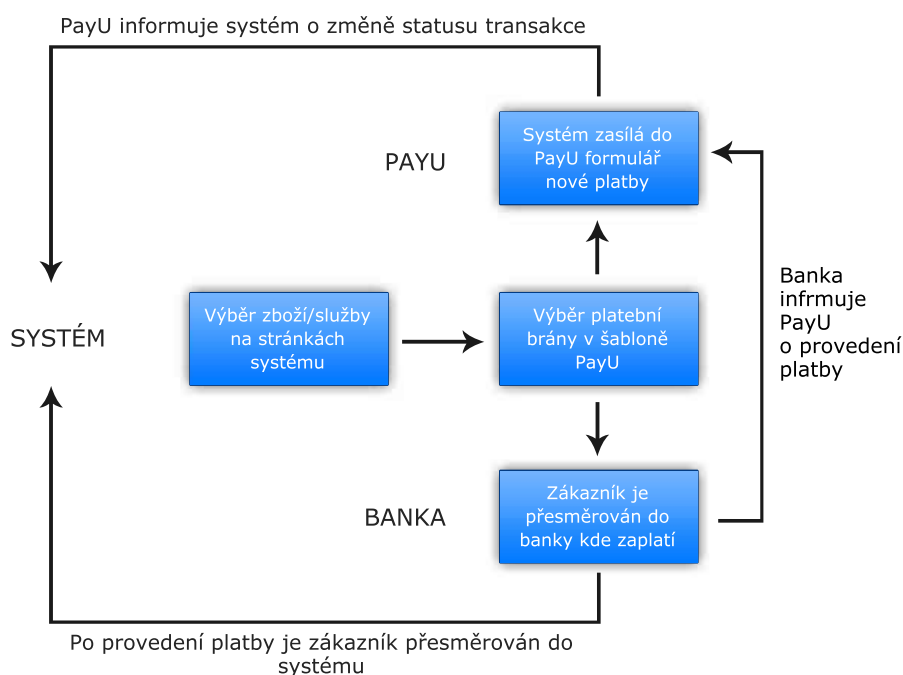 PayU informuje systém o změně statusu transakce
PAYU
Systém zasílá do
PayU formulář
nové platby
SYSTÉM
Výběr zboží/služby
na stránkách
systému
Výběr platební
brány v šabloně
PayU
Banka
infrmuje
PayU
o provedení
platby
BANKA
Zákazník je
přesměrován do
banky kde zaplatí
Po provedení platby je zákazník přesměrován do
systému